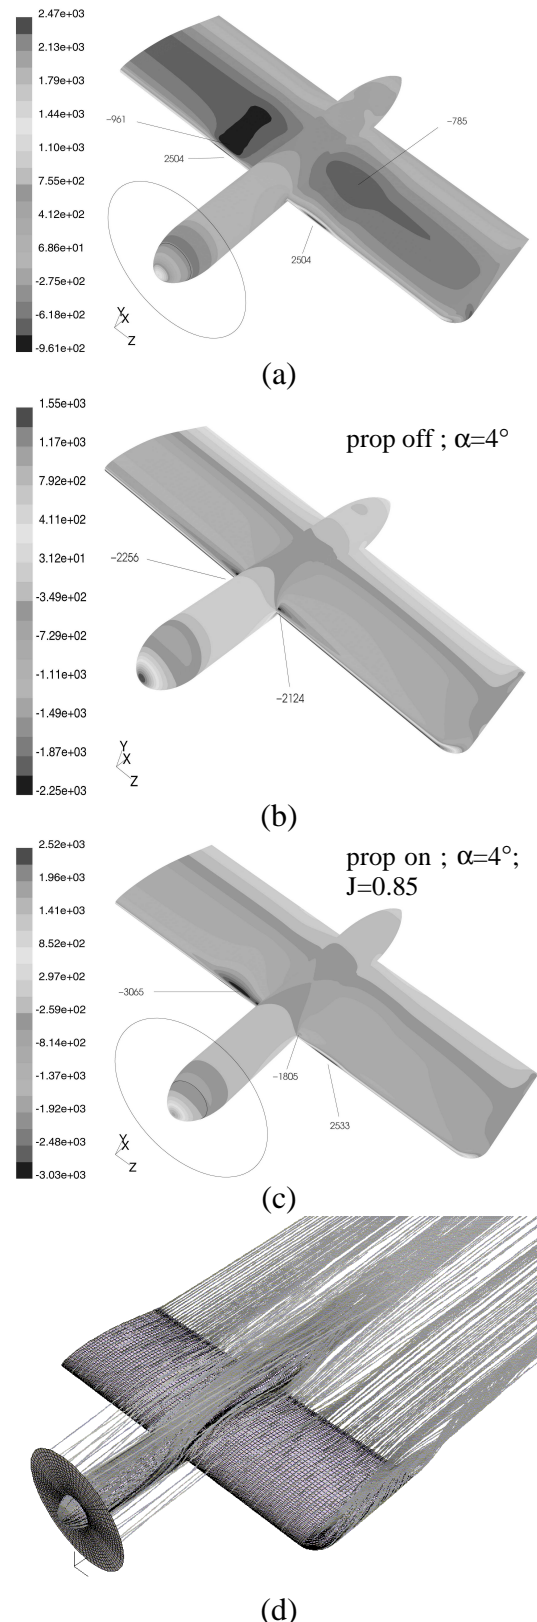 2.47e+03
2.13e+03
1.79e+03
1.44e+03
1.10e+03
7.55e+02
4.12e+02
6.86e+01
-2.75e+02
-6.18e+02
-9.61e+02
-961
2504
-785
2504
Y
X
Z
(a)
1.55e+03
1.17e+03
7.92e+02
4.11e+02
3.12e+01
-3.49e+02
-7.29e+02
-1.11e+03
-1.49e+03
-1.87e+03
-2.25e+03
prop off ; α=4°
-2256
-2124
Y
X
Z
(b)
2.52e+03
1.96e+03
1.41e+03
8.52e+02
2.97e+02
-2.59e+02
-8.14e+02
-1.37e+03
-1.92e+03
-2.48e+03
-3.03e+03
prop on ; α=4°;
J=0.85
-3065
-1805
2533
Y
X
Z
(c)
(d)